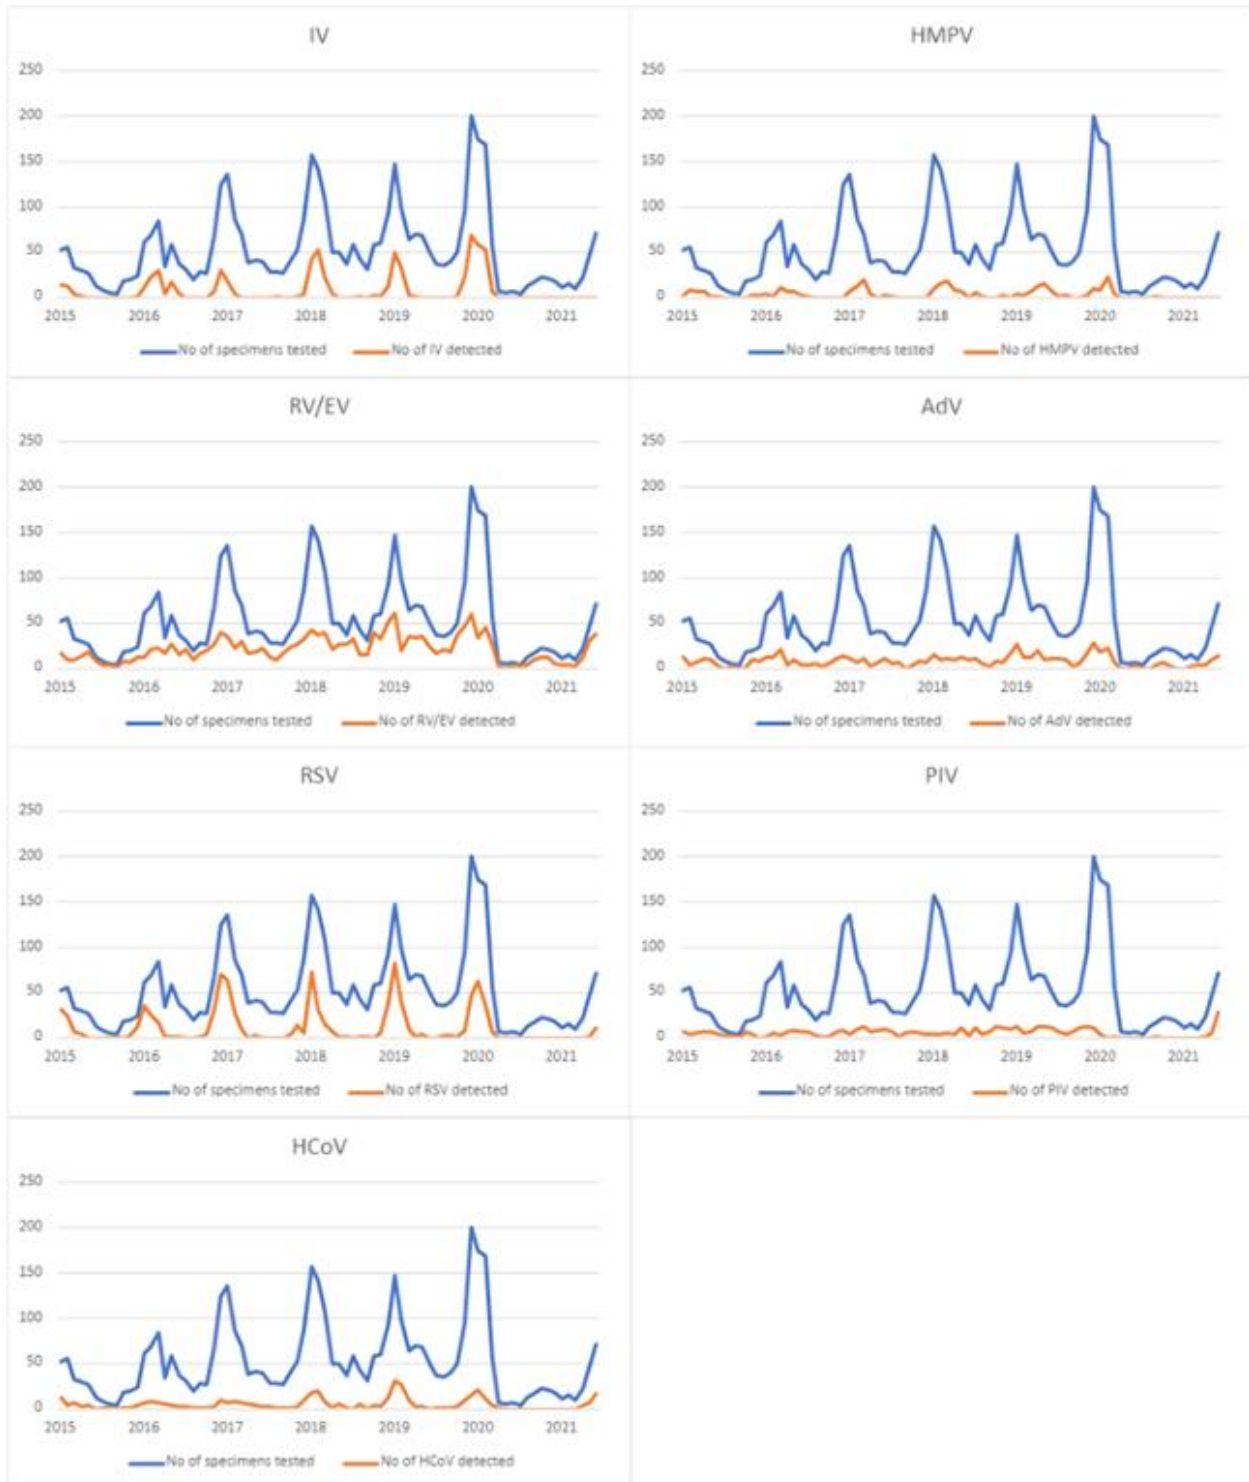 IV
250
200
150
100
50
0
2015 2016 2017 2018 2019 2020 2021
No of specimens tested No of IV detected
HMPV
250
200
150
100
50
0
2015 2016 2017 2018 2019 2020 2021
No of specimens tested No of HMPV detected
RV/EV
250
200
150
100
50
0
2015 2016 2017 2018 2019 2020 2021
No of specimens tested No of RV/EV detected
AdV
250
200
150
100
50
0
2015 2016 2017 2018 2019 2020 2021
No of specimens tested No of AdV detected
RSV
250
200
150
100
50
0
2015 2016 2017 2018 2019 2020 2021
No of specimens tested No of RSV detected
PIV
250
200
150
100
50
0
2015 2016 2017 2018 2019 2020 2021
No of specimens tested No of PIV detected
HCoV
250
200
150
100
50
0
2015 2016 2017 2018 2019 2020 2021
No of specimens tested No of HCoV detected